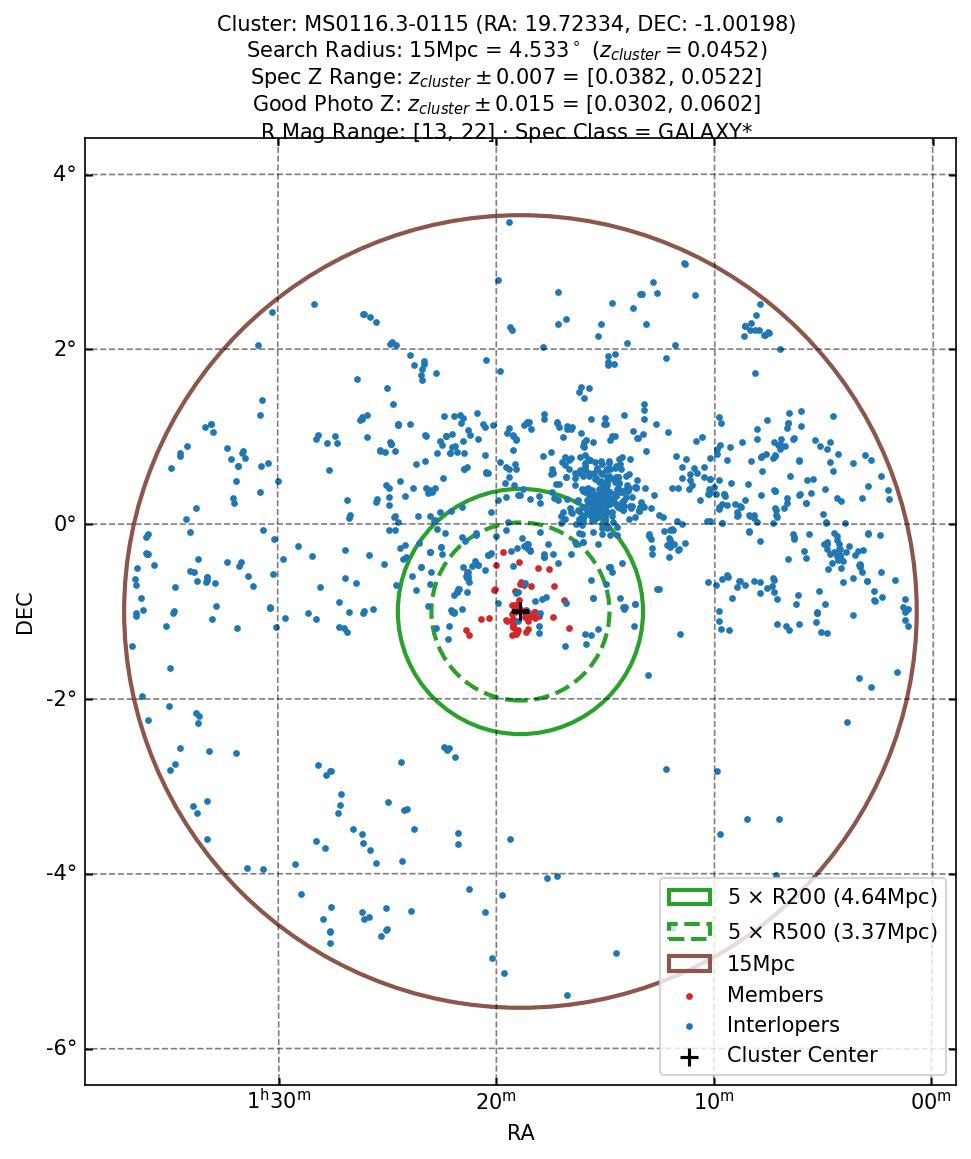 Cluster: MS0116.3-0115 (RA: 19.72334, DEC: -1.00198)
Search Radius: 15Mpc = 4.533° (z_cluster = 0.0452)
Spec Z Range: z_cluster ± 0.007 = [0.0382, 0.0522]
Good Photo Z: z_cluster ± 0.015 = [0.0302, 0.0602]
R Mag Range: [13, 22] · Spec Class = GALAXY*
4°
2°
0°
-2°
-4°
-6°
DEC
5 × R200 (4.64Mpc)
5 × R500 (3.37Mpc)
15Mpc
Members
Interlopers
Cluster Center
1ʰ30ᵐ 20ᵐ 10ᵐ 00ᵐ
RA